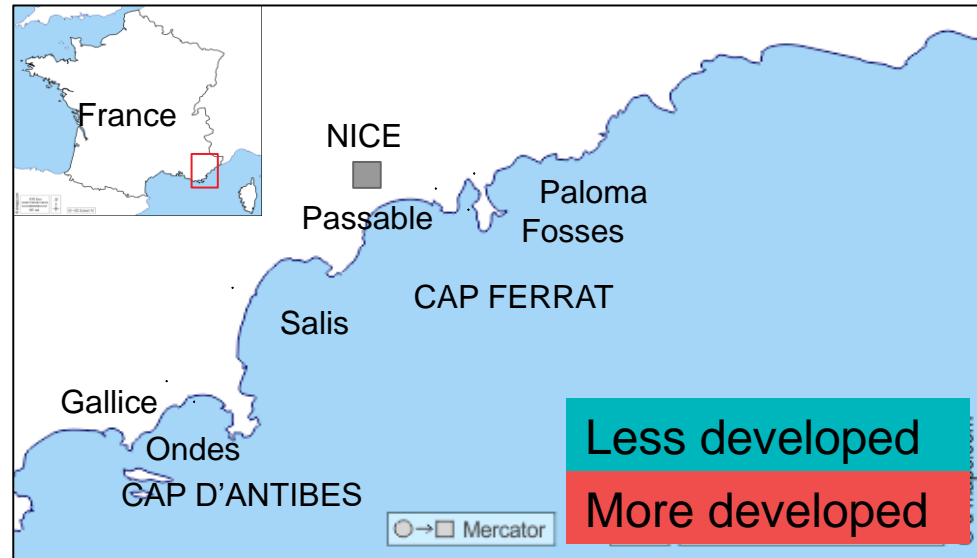 France
NICE
Passable
Paloma
Fosses
CAP FERRAT
Salis
Gallice
Ondes
CAP D'ANTIBES
Less developed
More developed
Mercator